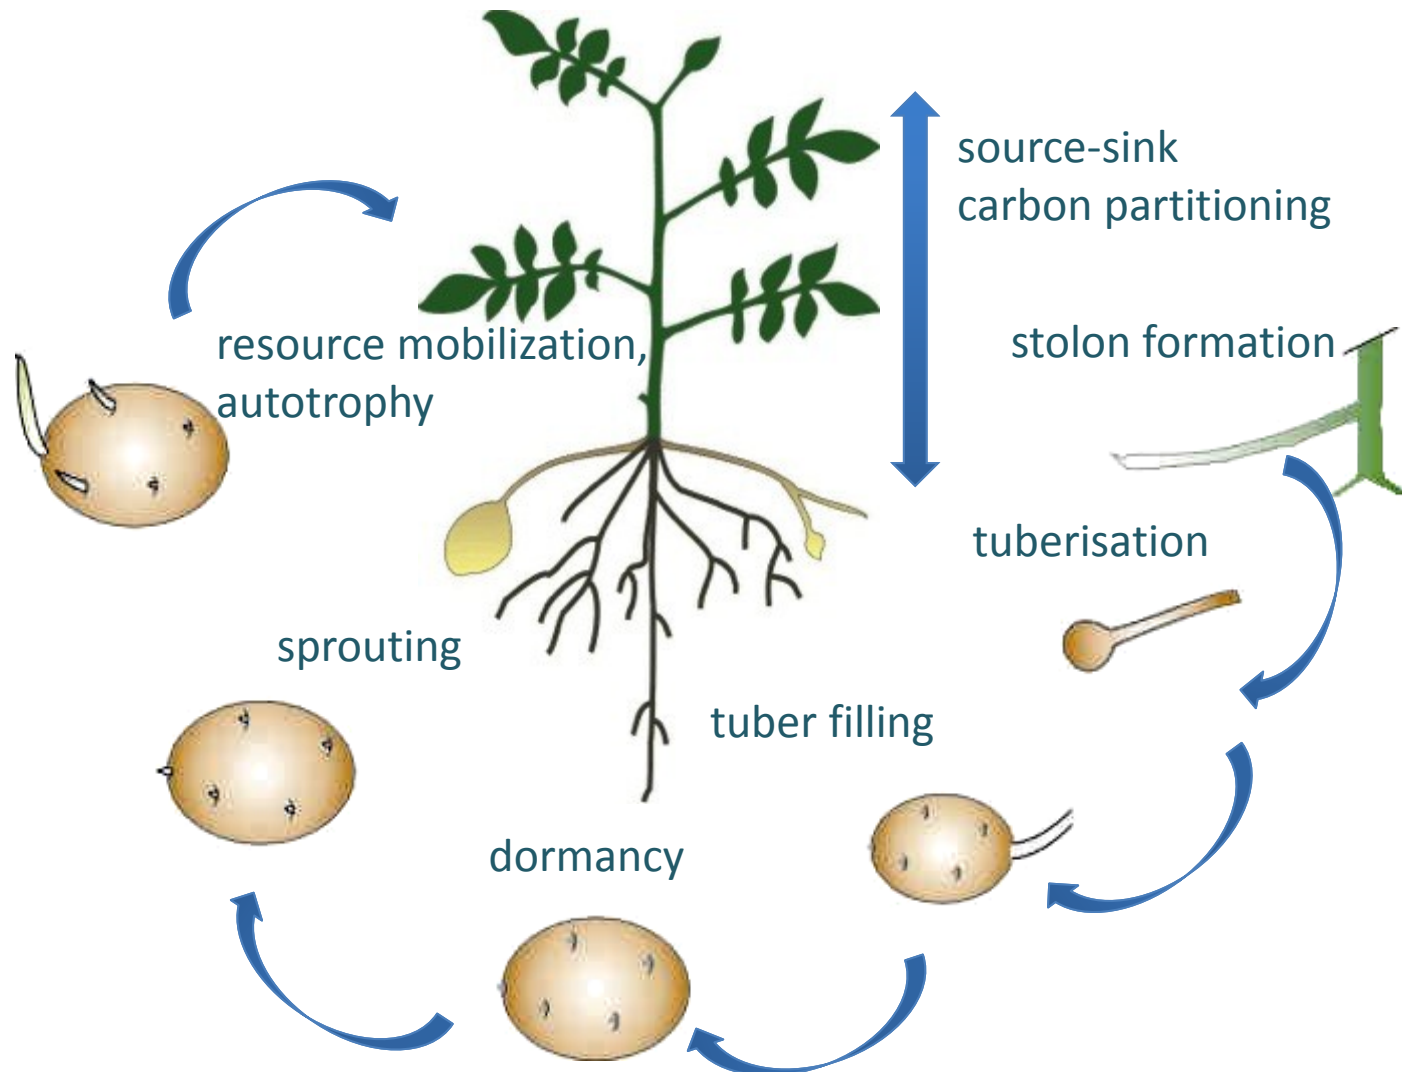 source-sink
carbon partitioning
resource mobilization,
autotrophy
stolon formation
tuberisation
sprouting
tuber filling
dormancy